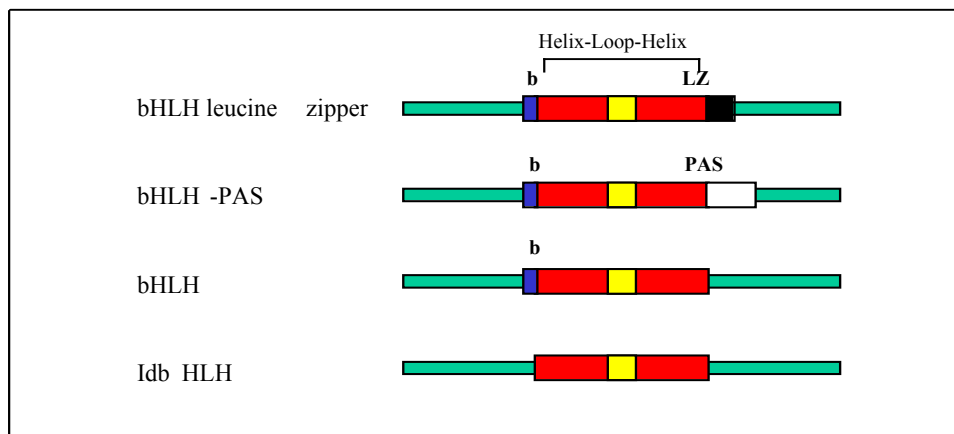 Helix-Loop-Helix
b LZ
bHLH leucine zipper
b PAS
bHLH -PAS
b
bHLH
Idb HLH